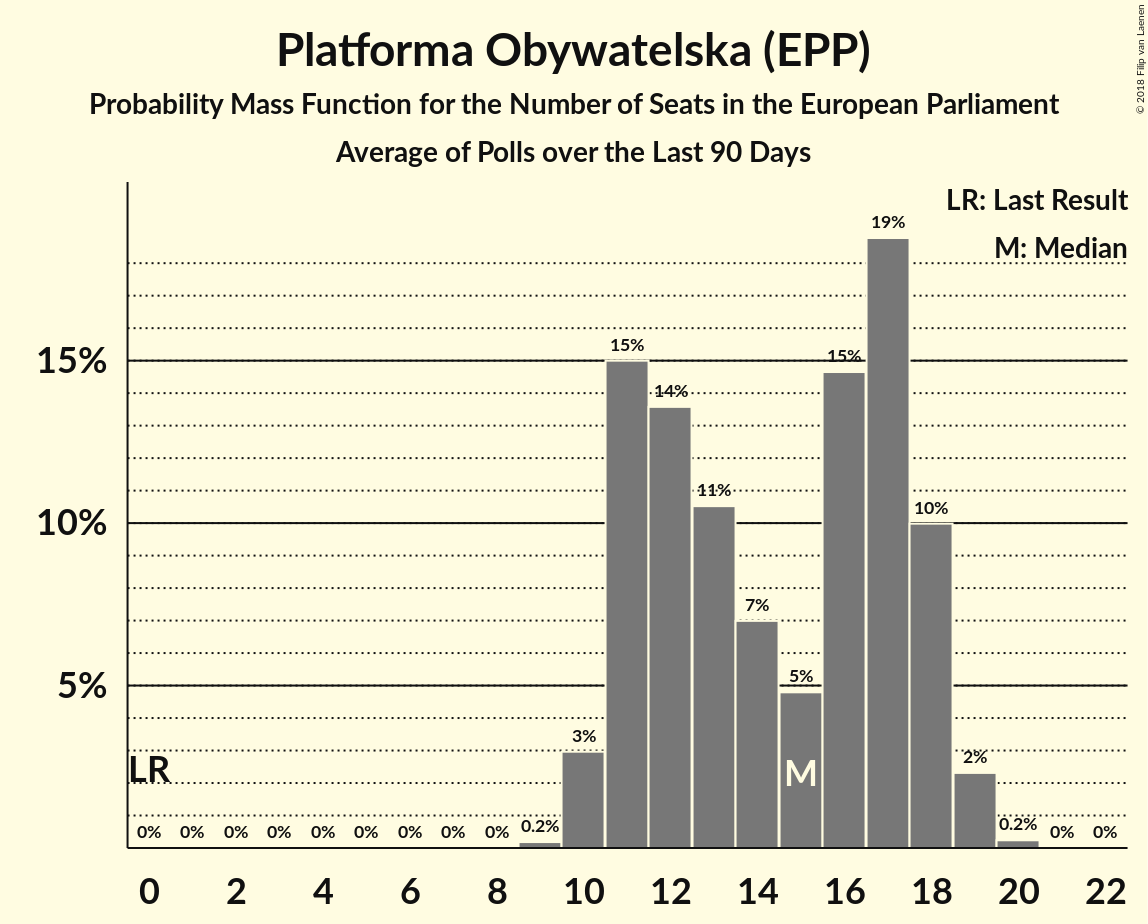 Platforma Obywatelska (EPP)
Probability Mass Function for the Number of Seats in the European Parliament
Average of Polls over the Last 90 Days
© 2018 Filip van Laenen
LR: Last Result
M: Median
19%
15%
15%
15%
14%
11%
10%
10%
7%
5%
5%
3%
2%
LR
M
0%
0%
0%
0%
0%
0%
0%
0%
0%
0.2%
0.2%
0%
0%
0 2 4 6 8 10 12 14 16 18 20 22